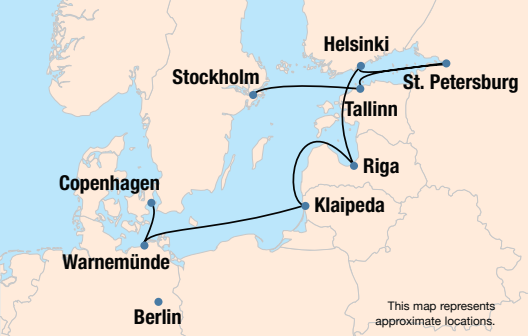 Helsinki
Stockholm
St. Petersburg
Tallinn
Riga
Copenhagen
Klaipeda
Warnemünde
Berlin
This map represents
approximate locations.